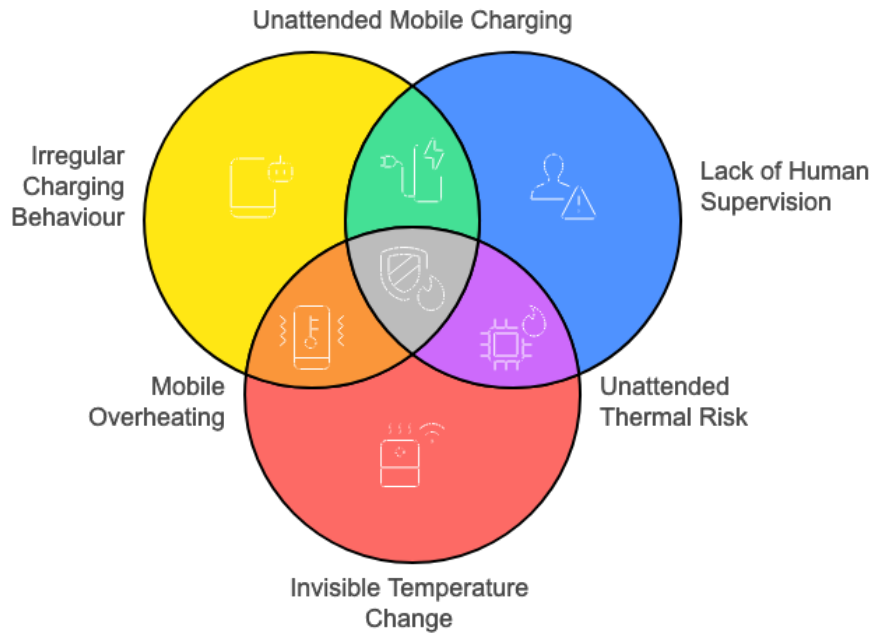 Unattended Mobile Charging
Irregular
Charging
Behaviour
Lack of Human
Supervision
Mobile
Overheating
Unattended
Thermal Risk
Invisible Temperature
Change